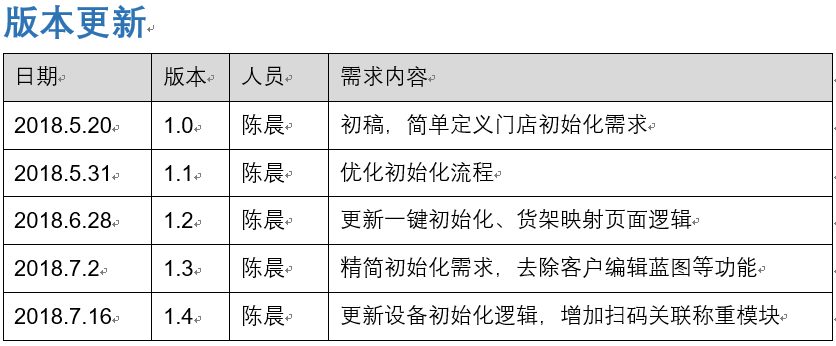 版本更新
日期 版本 人员 需求内容
2018.5.20 1.0 陈晨 初稿，简单定义门店初始化需求
2018.5.31 1.1 陈晨 优化初始化流程
2018.6.28 1.2 陈晨 更新一键初始化、货架映射页面逻辑
2018.7.2 1.3 陈晨 精简初始化需求，去除客户编辑蓝图等功能
2018.7.16 1.4 陈晨 更新设备初始化逻辑，增加扫码关联称重模块